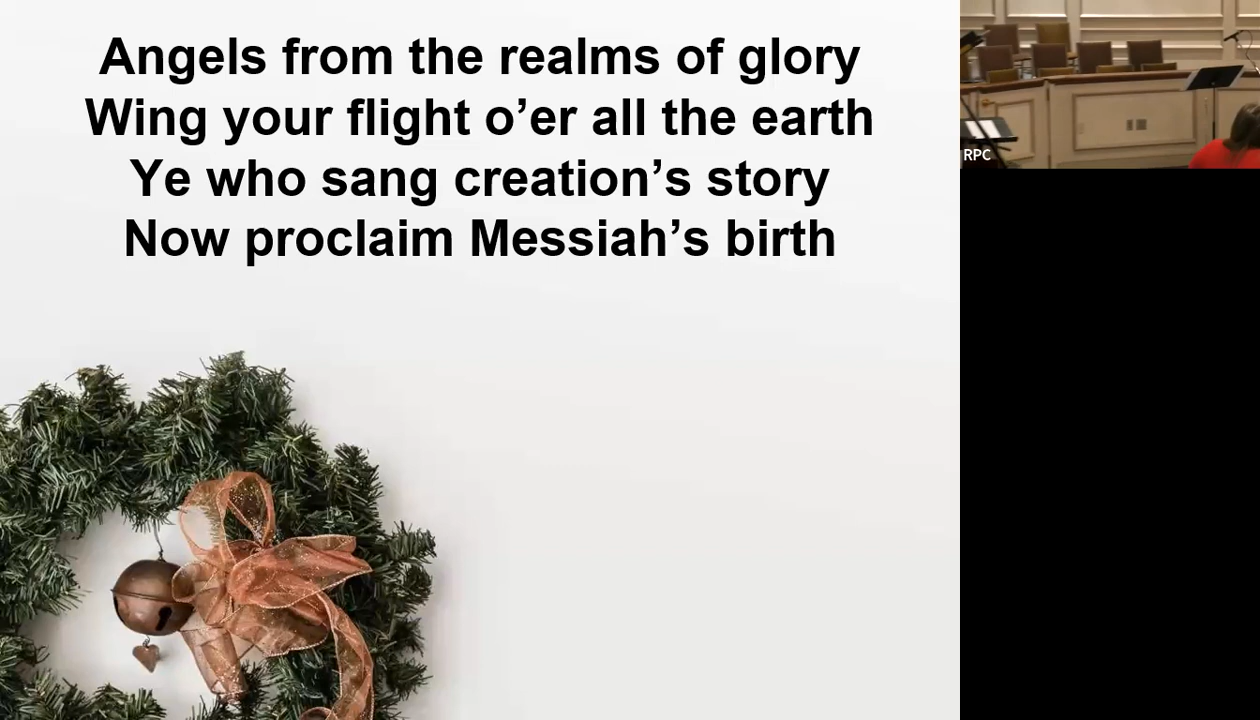 Angels from the realms of glory
Wing your flight o’er all the earth
Ye who sang creation’s story
Now proclaim Messiah’s birth
RPC